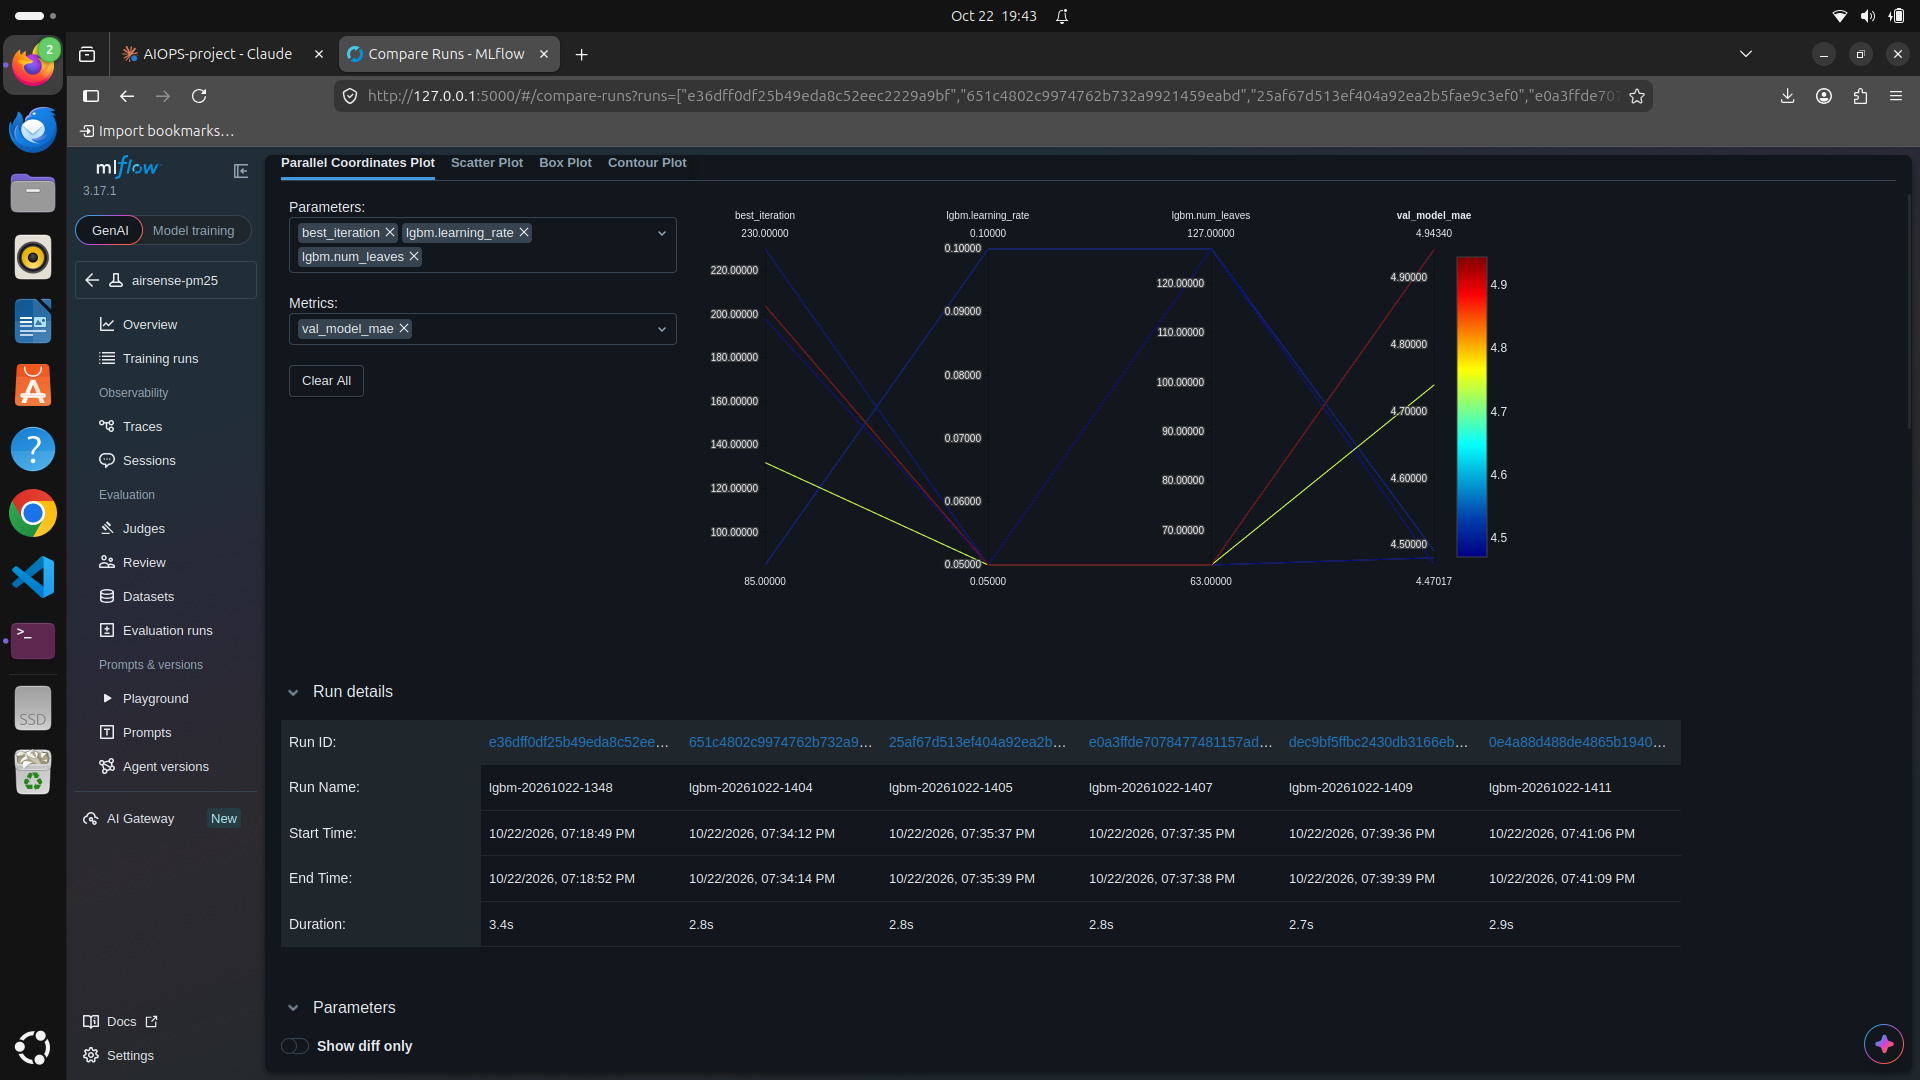 Oct 22 19:43
2
AIOPS-project - Claude
Compare Runs - MLflow
http://127.0.0.1:5000/#/compare-runs?runs=["e36dff0df25b49eda8c52eec2229a9bf","651c4802c9974762b732a9921459eabd","25af67d513ef404a92ea2b5fae9c3ef0","e0a3ffde707
Import bookmarks…
mlflow
3.17.1
GenAI
Model training
airsense-pm25
Overview
Training runs
Observability
Traces
Sessions
Evaluation
Judges
Review
Datasets
Evaluation runs
Prompts & versions
Playground
Prompts
Agent versions
AI Gateway
New
Docs
Settings
SSD
Parallel Coordinates Plot
Scatter Plot
Box Plot
Contour Plot
Parameters:
best_iteration
lgbm.learning_rate
lgbm.num_leaves
Metrics:
val_model_mae
Clear All
best_iteration
230.00000
220.00000
200.00000
180.00000
160.00000
140.00000
120.00000
100.00000
85.00000
lgbm.learning_rate
0.10000
0.10000
0.09000
0.08000
0.07000
0.06000
0.05000
0.05000
lgbm.num_leaves
127.00000
120.00000
110.00000
100.00000
90.00000
80.00000
70.00000
63.00000
val_model_mae
4.94340
4.90000
4.80000
4.70000
4.60000
4.50000
4.47017
4.9
4.8
4.7
4.6
4.5
Run details
Run ID: e36dff0df25b49eda8c52ee… 651c4802c9974762b732a9… 25af67d513ef404a92ea2b… e0a3ffde7078477481157ad… dec9bf5ffbc2430db3166eb… 0e4a88d488de4865b1940…
Run Name: lgbm-20261022-1348 lgbm-20261022-1404 lgbm-20261022-1405 lgbm-20261022-1407 lgbm-20261022-1409 lgbm-20261022-1411
Start Time: 10/22/2026, 07:18:49 PM 10/22/2026, 07:34:12 PM 10/22/2026, 07:35:37 PM 10/22/2026, 07:37:35 PM 10/22/2026, 07:39:36 PM 10/22/2026, 07:41:06 PM
End Time: 10/22/2026, 07:18:52 PM 10/22/2026, 07:34:14 PM 10/22/2026, 07:35:39 PM 10/22/2026, 07:37:38 PM 10/22/2026, 07:39:39 PM 10/22/2026, 07:41:09 PM
Duration: 3.4s 2.8s 2.8s 2.8s 2.7s 2.9s
Parameters
Show diff only